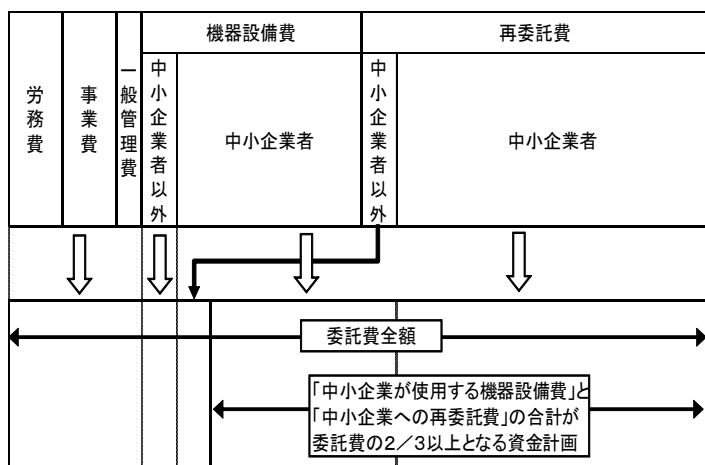 機器設備費
再委託費
労務費
事業費
一般管理費
中小企業者以外
中小企業者
中小企業者以外
中小企業者
委託費全額
「中小企業が使用する機器設備費」と
「中小企業への再委託費」の合計が
委託費の2／3以上となる資金計画